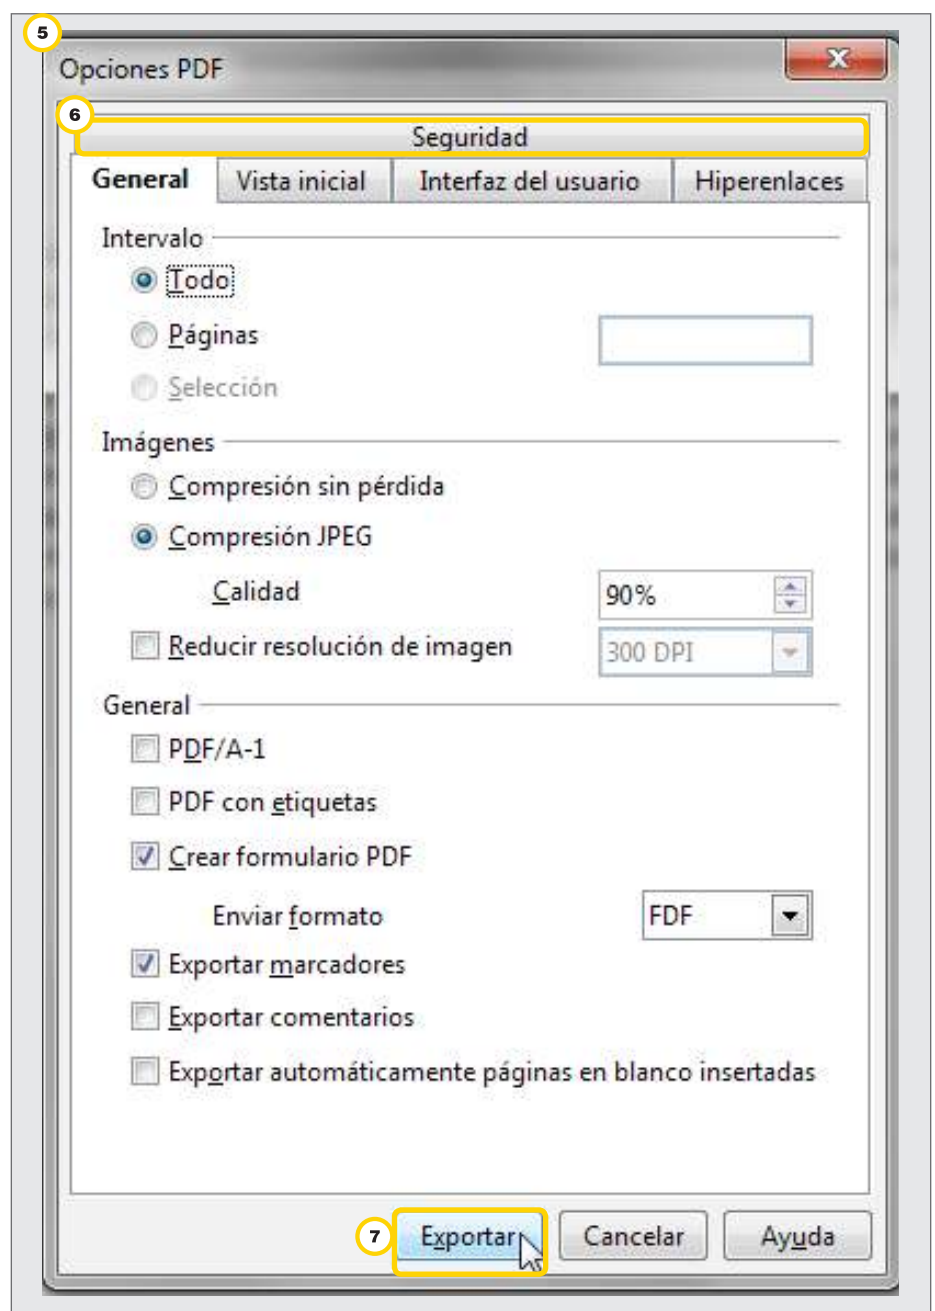 5
Opciones PDF
6
Seguridad
General Vista inicial Interfaz del usuario Hiperenlaces
Intervalo
Todo
Páginas
Selección
Imágenes
Compresión sin pérdida
Compresión JPEG
Calidad 90%
Reducir resolución de imagen 300 DPI
General
PDF/A-1
PDF con etiquetas
Crear formulario PDF
Enviar formato FDF
Exportar marcadores
Exportar comentarios
Exportar automáticamente páginas en blanco insertadas
7 Exportar Cancelar Ayuda